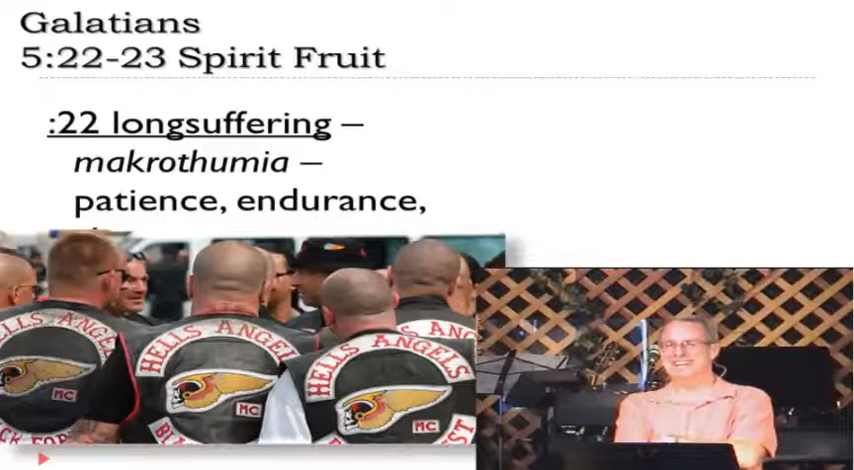 Galatians
5:22-23 Spirit Fruit
:22 longsuffering –
makrothumia –
patience, endurance,
HELLS ANGELS
MC
HELLS ANGELS
MC
HELLS ANGELS
MC
ANG